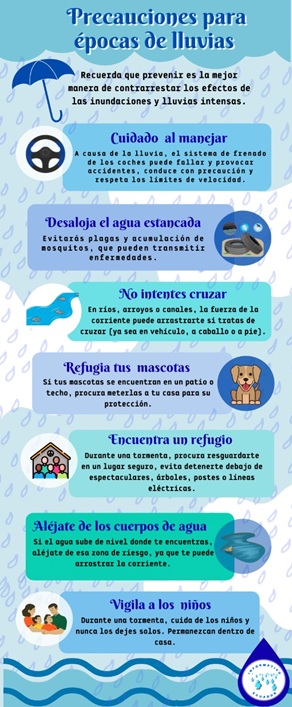 Precauciones para
épocas de lluvias
Recuerda que prevenir es la mejor
manera de contrarrestar los efectos de
las inundaciones y lluvias intensas.
Cuidado al manejar
A causa de la lluvia, el sistema de frenado
de los coches puede fallar y provocar
accidentes, conduce con precaución y
respeta los límites de velocidad.
Desaloja el agua estancada
Evitarás plagas y acumulación de
mosquitos, que pueden transmitir
enfermedades.
No intentes cruzar
En ríos, arroyos o canales, la fuerza de la
corriente puede arrastrarte si tratas de
cruzar (ya sea en vehículo, a caballo o a pie).
Refugia tus mascotas
Si tus mascotas se encuentran en un patio o
techo, procura meterlas a tu casa para su
protección.
Encuentra un refugio
Durante una tormenta, procura resguardarte
en un lugar seguro, evita detenerte debajo de
espectaculares, árboles, postes o líneas
eléctricas.
Aléjate de los cuerpos de agua
Si el agua sube de nivel donde te encuentras,
aléjate de esa zona de riesgo, ya que te puede
arrastrar la corriente.
Vigila a los niños
Durante una tormenta, cuida de los niños y
nunca los dejes solos. Permanezcan dentro de
casa.